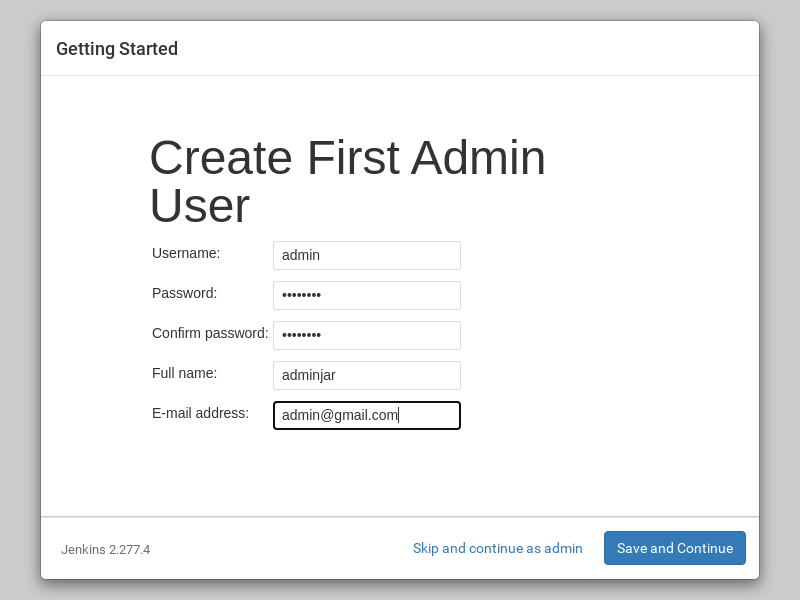 Getting Started
Create First Admin
User
Username: admin
Password: ••••••••
Confirm password: ••••••••
Full name: adminjar
E-mail address: admin@gmail.com
Jenkins 2.277.4 Skip and continue as admin Save and Continue